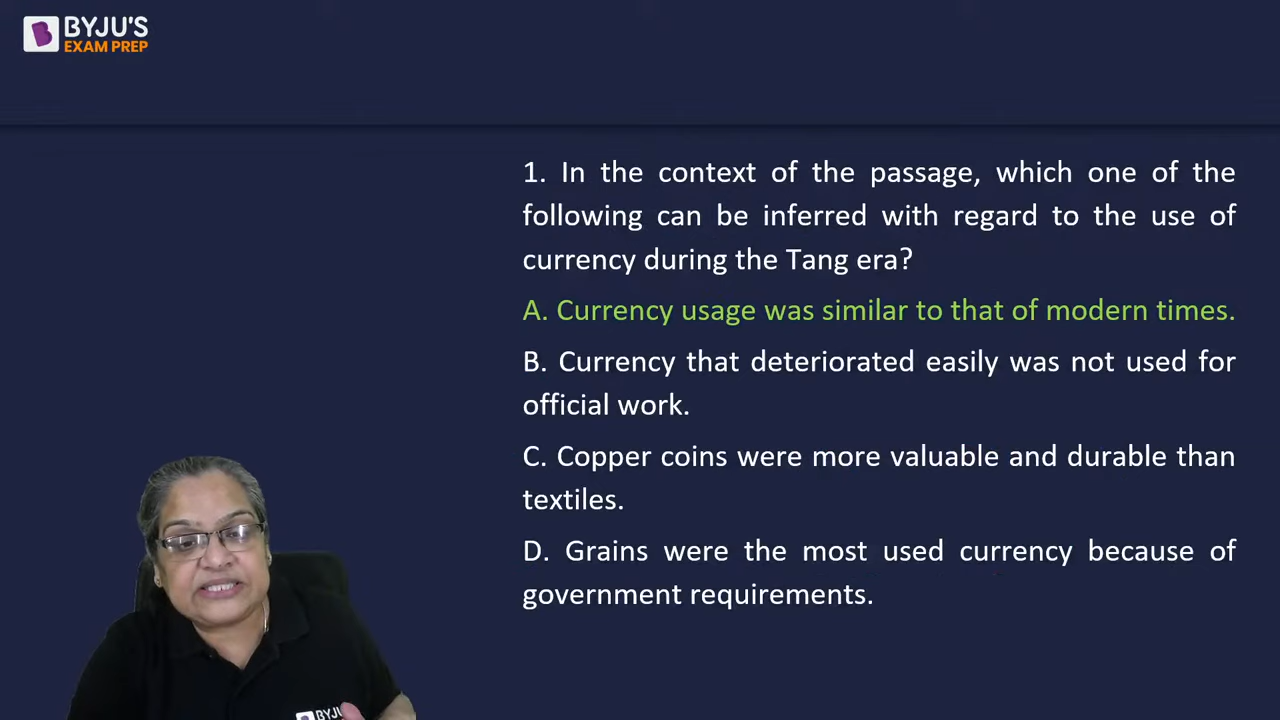 BYJU'S
EXAM PREP
1. In the context of the passage, which one of the
following can be inferred with regard to the use of
currency during the Tang era?
A. Currency usage was similar to that of modern times.
B. Currency that deteriorated easily was not used for
official work.
C. Copper coins were more valuable and durable than
textiles.
D. Grains were the most used currency because of
government requirements.